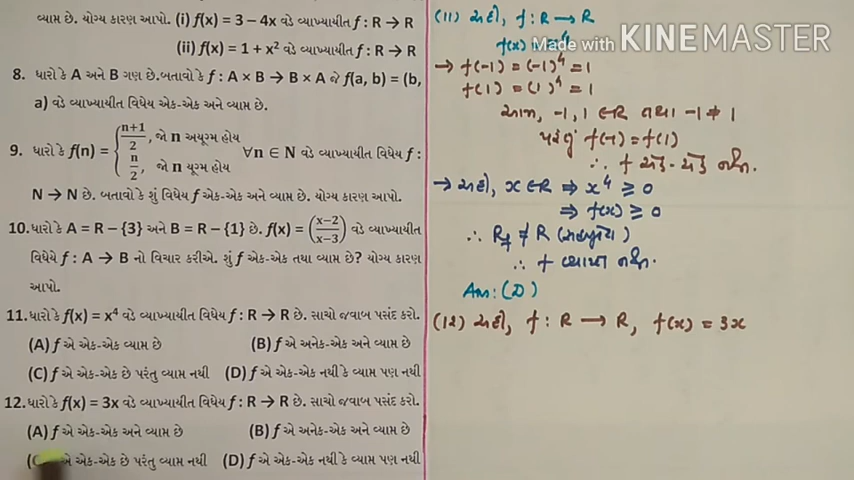 વ્યાપ્ત છે. યોગ્ય કારણ આપો. (i) f(x) = 3 – 4x વડે વ્યાખ્યાયીત f : R → R
(ii) f(x) = 1 + x² વડે વ્યાખ્યાયીત f : R → R
8. ધારોકે A અને B ગણ છે.બતાવો કે f : A × B → B × A જે f(a, b) = (b,
a) વડે વ્યાખ્યાયીત વિધેય એક-એક અને વ્યાપ્ત છે.
9. ધારોકે f(n) = { n+1/2 , જો n અયૂગ્મ હોય
n/2, જો n યૂગ્મ હોય ∀n ∈ N વડે વ્યાખ્યાયીત વિધેય f :
N → N છે. બતાવો કે શું વિધેય f એક-એક અને વ્યાપ્ત છે. યોગ્ય કારણ આપો.
10. ધારોકે A = R – {3} અને B = R – {1} છે. f(x) = (x–2/x–3) વડે વ્યાખ્યાયીત
વિધેયે f : A → B નો વિચાર કરીએ. શું f એક-એક તથા વ્યાપ્ત છે? યોગ્ય કારણ
આપો.
11. ધારોકે f(x) = x⁴ વડે વ્યાખ્યાયીત વિધેય f : R → R છે. સાચો જવાબ પસંદ કરો.
(A) f એ એક-એક અને વ્યાપ્ત છે (B) f એ અનેક-એક અને વ્યાપ્ત છે
(C) f એ એક-એક છે પરંતુ વ્યાપ્ત નથી (D) f એ એક-એક નથી કે વ્યાપ્ત પણ નથી
12. ધારોકે f(x) = 3x વડે વ્યાખ્યાયીત વિધેય f : R → R છે. સાચો જવાબ પસંદ કરો.
(A) f એ એક-એક અને વ્યાપ્ત છે (B) f એ અનેક-એક અને વ્યાપ્ત છે
એ એક-એક છે પરંતુ વ્યાપ્ત નથી (D) f એ એક-એક નથી કે વ્યાપ્ત પણ નથી
(11) અહીં, f : R → R
f(x) = x⁴
Made with KINEMASTER
→ f(-1) = (-1)⁴ = 1
f(1) = (1)⁴ = 1
આમ, -1, 1 ∈ R તથા -1 ≠ 1
પરંતુ f(-1) = f(1)
∴ f એક-એક નથી.
→ અહીં, x ∈ R ⇒ x⁴ ≥ 0
⇒ f(x) ≥ 0
∴ R_f ≠ R (સહપ્રદેશ)
∴ f વ્યાપ્ત નથી.
Ans: (D)
(12) અહીં, f : R → R, f(x) = 3x